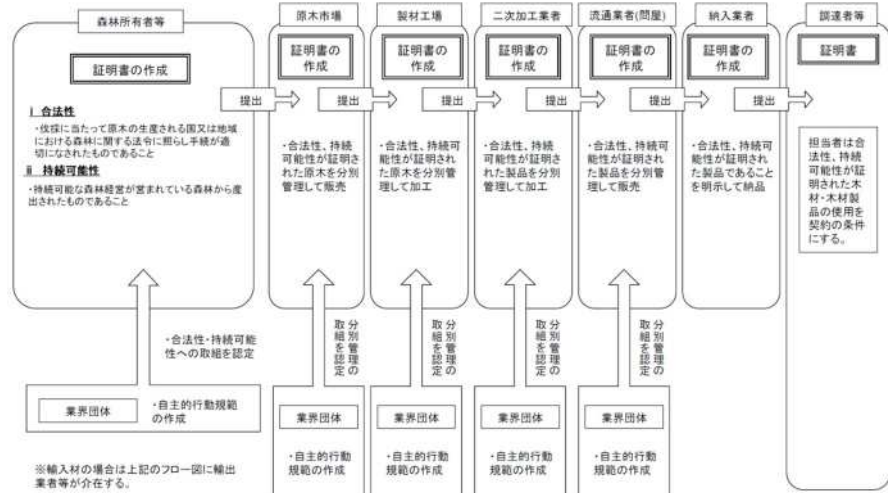 森林所有者等
証明書の作成
i 合法性
・伐採に当たって原木の生産される国又は地域
における森林に関する法令に照らし手続が適
切になされたものであること
ii 持続可能性
・持続可能な森林経営が営まれている森林から産
出されたものであること
提出
原木市場
証明書の
作成
提出
・合法性、持続
可能性が証明さ
れた原木を分別
管理して販売
製材工場
証明書の
作成
提出
・合法性、持続可
能性が証明され
た原木を分別管
理して加工
二次加工業者
証明書の
作成
提出
・合法性、持続可
能性が証明され
た製品を分別管
理して加工
流通業者(問屋)
証明書の
作成
提出
・合法性、持続可
能性が証明され
た製品を分別管
理して販売
納入業者
証明書の
作成
提出
・合法性、持続可
能性が証明され
た製品であること
を明示して納品
調達者等
証明書
担当者は合
法性、持続
可能性が証
明された木
材・木材製
品の使用を
契約の条件
にする。
・合法性・持続可能
性への取組を認定
業界団体
・自主的行動規範
の作成
分別管理の
取組を認定
業界団体
・自主的行動
規範の作成
分別管理の
取組を認定
業界団体
・自主的行動
規範の作成
分別管理の
取組を認定
業界団体
・自主的行動
規範の作成
分別管理の
取組を認定
業界団体
・自主的行動
規範の作成
※輸入材の場合は上記のフロー図に輸出
業者等が介在する。